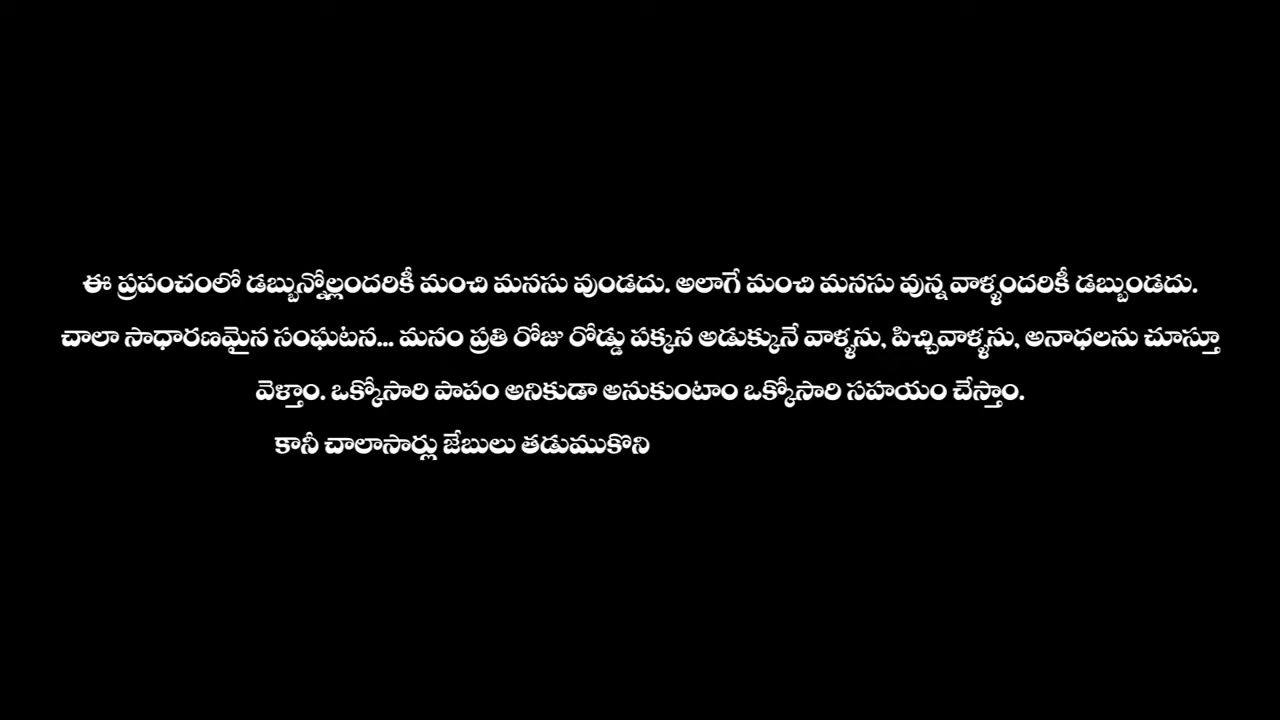 ఈ ప్రపంచంలో డబ్బున్నోల్లందరికీ మంచి మనసు వుండదు. అలాగే మంచి మనసు వున్న వాళ్ళందరికీ డబ్బుండదు.
చాలా సాధారణమైన సంఘటన... మనం ప్రతి రోజు రోడ్డు పక్కన అడుక్కునే వాళ్ళను, పిచ్చివాళ్ళను, అనాధలను చూస్తూ
వెళ్తాం. ఒక్కోసారి పాపం అనికుడా అనుకుంటాం ఒక్కోసారి సహయం చేస్తాం.
కానీ చాలాసార్లు జేబులు తడుముకొని